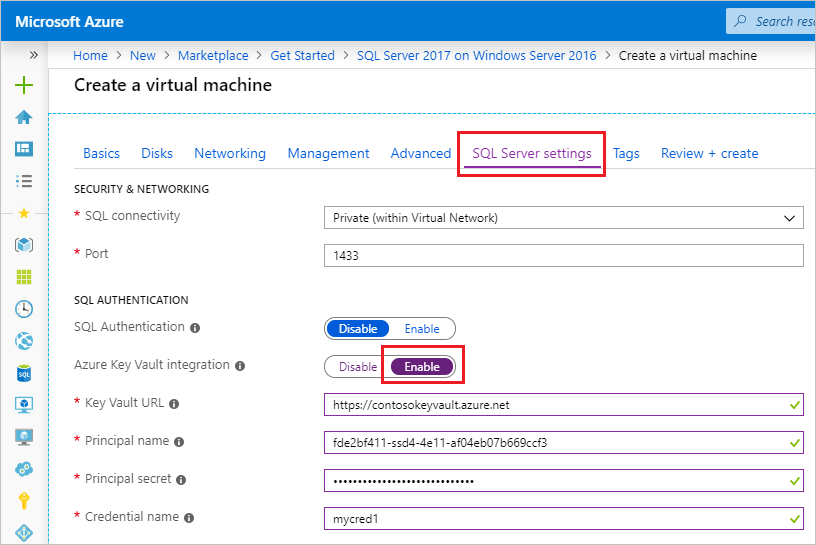 Microsoft Azure
Search reso
Home > New > Marketplace > Get Started > SQL Server 2017 on Windows Server 2016 > Create a virtual machine
Create a virtual machine
Basics Disks Networking Management Advanced SQL Server settings Tags Review + create
SECURITY & NETWORKING
* SQL connectivity Private (within Virtual Network)
* Port 1433
SQL AUTHENTICATION
SQL Authentication Disable Enable
Azure Key Vault integration Disable Enable
* Key Vault URL https://contosokeyvault.azure.net
* Principal name fde2bf411-ssd4-4e11-af04eb07b669ccf3
* Principal secret •••••••••••••••••••••••••••••
* Credential name mycred1
SQL